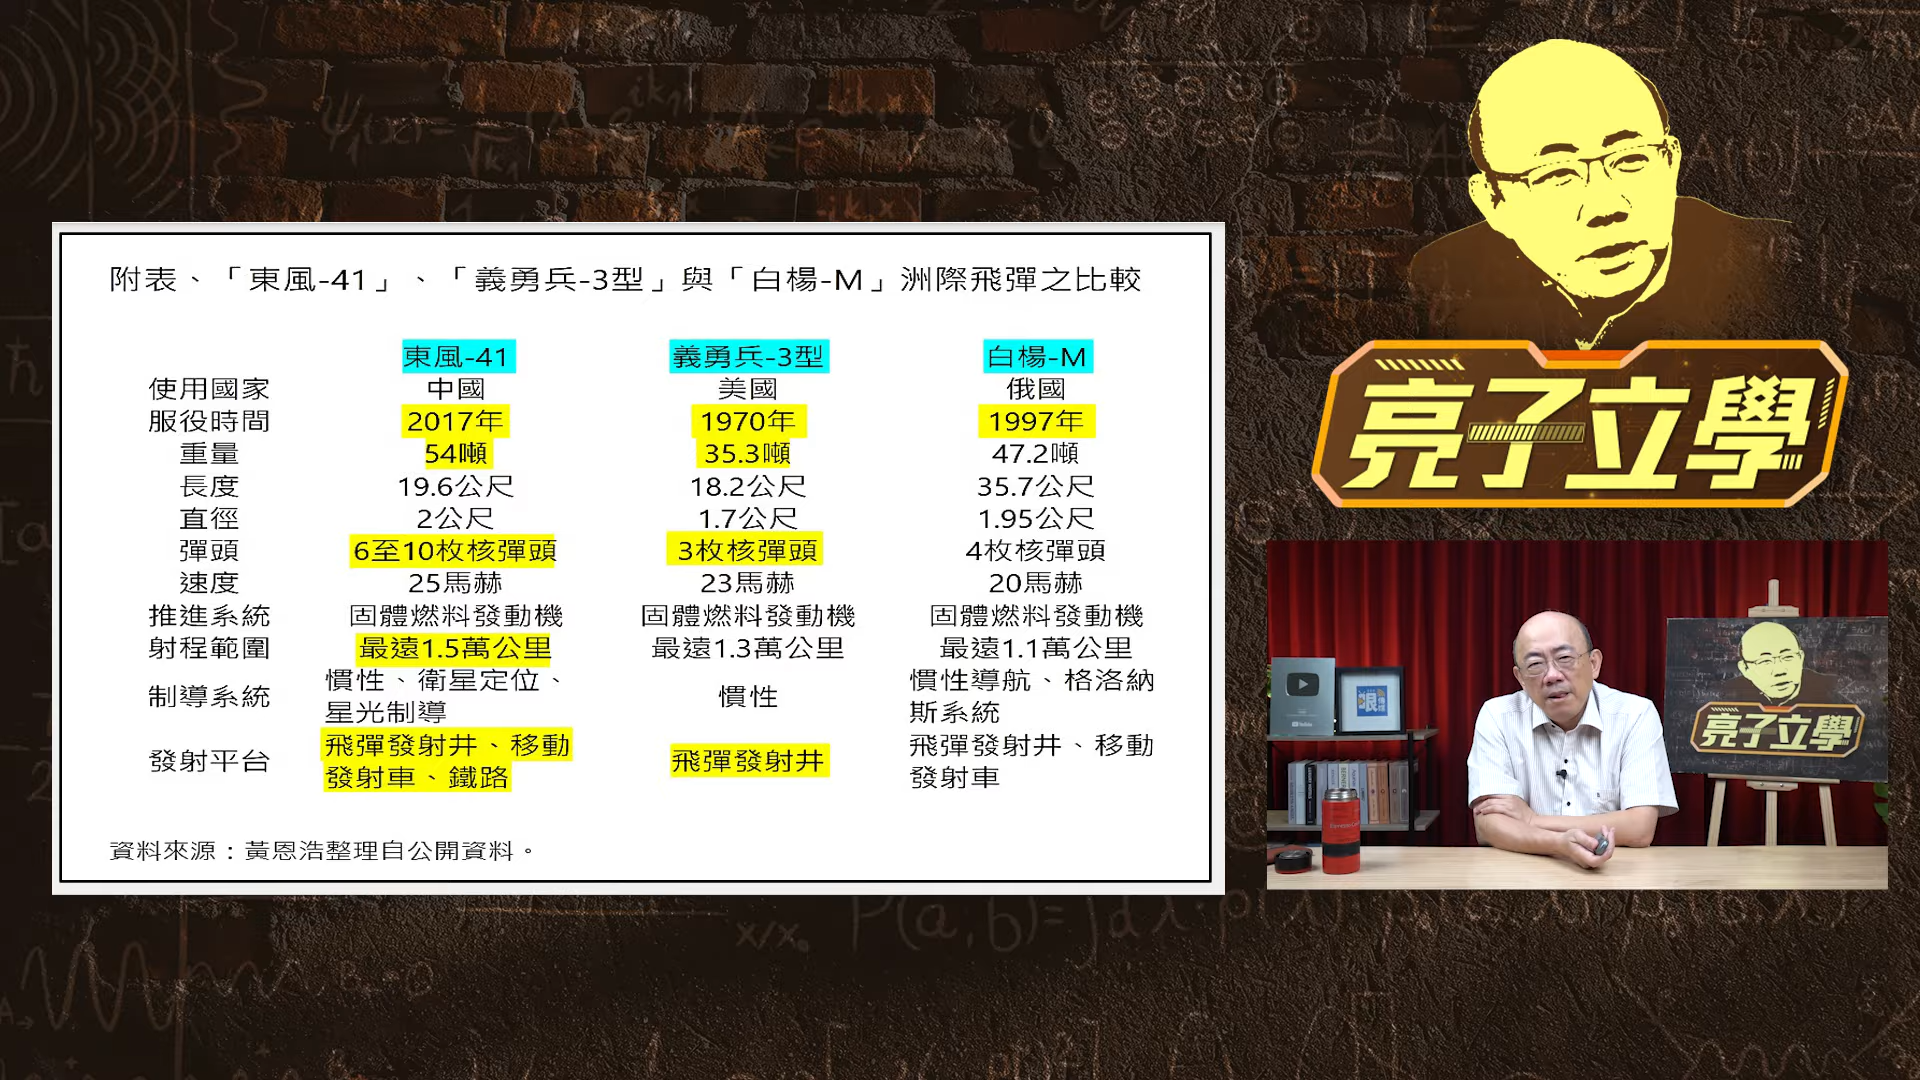 附表、「東風-41」、「義勇兵-3型」與「白楊-M」洲際飛彈之比較
東風-41 義勇兵-3型 白楊-M
使用國家 中國 美國 俄國
服役時間 2017年 1970年 1997年
重量 54噸 35.3噸 47.2噸
長度 19.6公尺 18.2公尺 35.7公尺
直徑 2公尺 1.7公尺 1.95公尺
彈頭 6至10枚核彈頭 3枚核彈頭 4枚核彈頭
速度 25馬赫 23馬赫 20馬赫
推進系統 固體燃料發動機 固體燃料發動機 固體燃料發動機
射程範圍 最遠1.5萬公里 最遠1.3萬公里 最遠1.1萬公里
制導系統 慣性、衛星定位、星光制導 慣性 慣性導航、格洛納斯系統
發射平台 飛彈發射井、移動發射車、鐵路 飛彈發射井 飛彈發射井、移動發射車
資料來源：黃恩浩整理自公開資料。
亮子立學
亮子立學